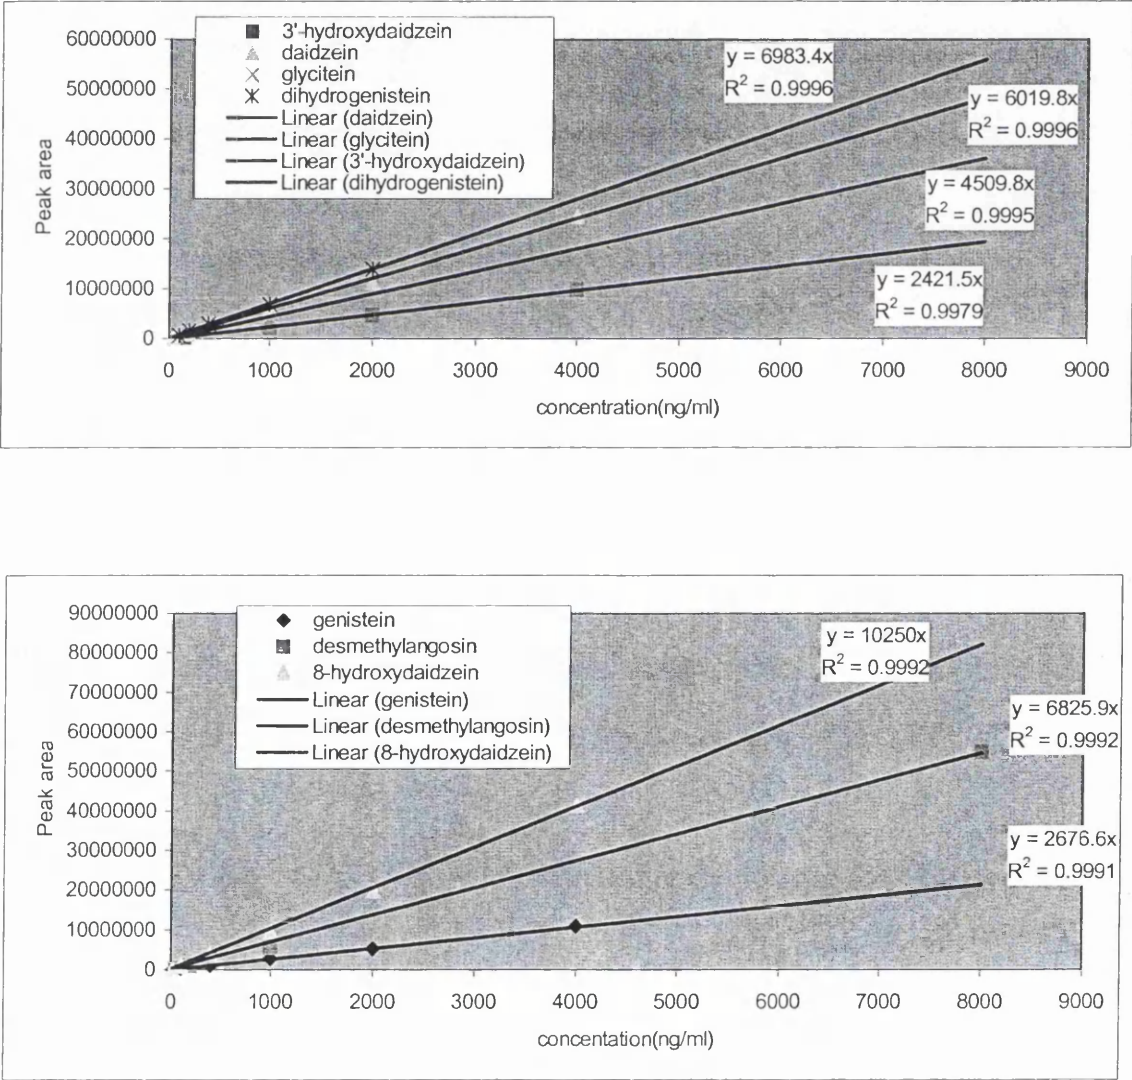 3'-hydroxydaidzein
daidzein
glycitein
dihydrogenistein
Linear (daidzein)
Linear (glycitein)
Linear (3'-hydroxydaidzein)
Linear (dihydrogenistein)
60000000
50000000
40000000
30000000
20000000
10000000
0
Peak area
y = 6983.4x
R² = 0.9996
y = 6019.8x
R² = 0.9996
y = 4509.8x
R² = 0.9995
y = 2421.5x
R² = 0.9979
0 1000 2000 3000 4000 5000 6000 7000 8000 9000
concentration(ng/ml)
genistein
desmethylangosin
8-hydroxydaidzein
Linear (genistein)
Linear (desmethylangosin)
Linear (8-hydroxydaidzein)
90000000
80000000
70000000
60000000
50000000
40000000
30000000
20000000
10000000
0
Peak area
y = 10250x
R² = 0.9992
y = 6825.9x
R² = 0.9992
y = 2676.6x
R² = 0.9991
0 1000 2000 3000 4000 5000 6000 7000 8000 9000
concentation(ng/ml)